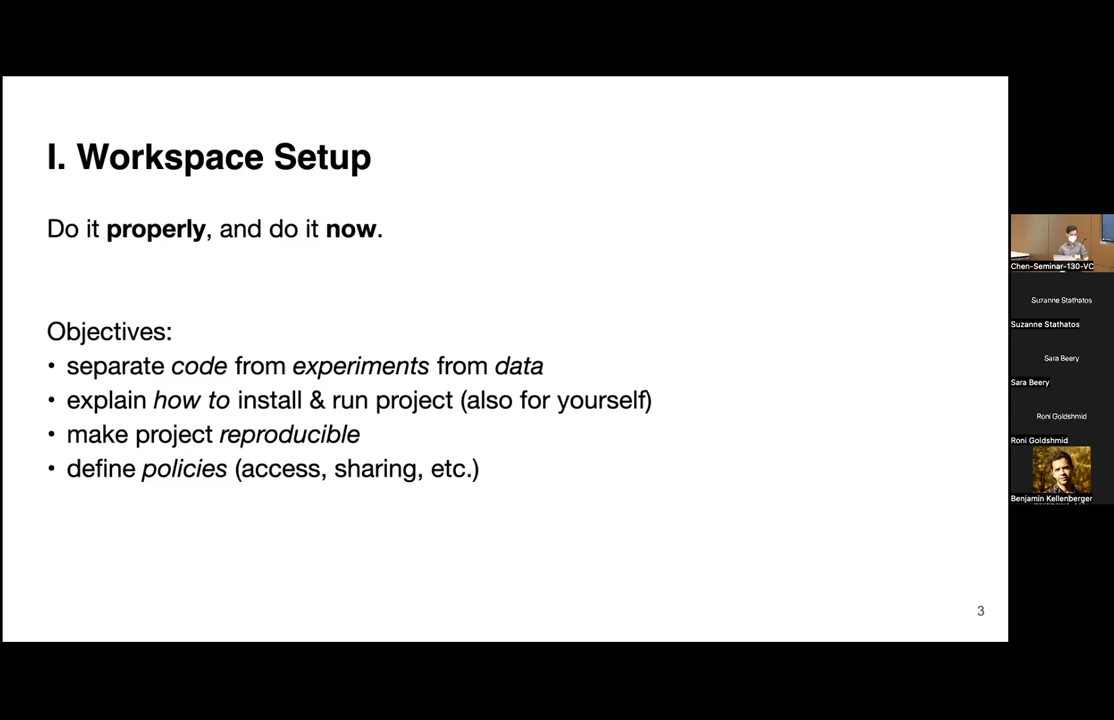 I. Workspace Setup
Do it properly, and do it now.
Objectives:
• separate code from experiments from data
• explain how to install & run project (also for yourself)
• make project reproducible
• define policies (access, sharing, etc.)
3
Chen-Seminar-130-VC
Suzanne Stathatos
Suzanne Stathatos
Sara Beery
Sara Beery
Roni Goldshmid
Roni Goldshmid
Benjamin Kellenberger